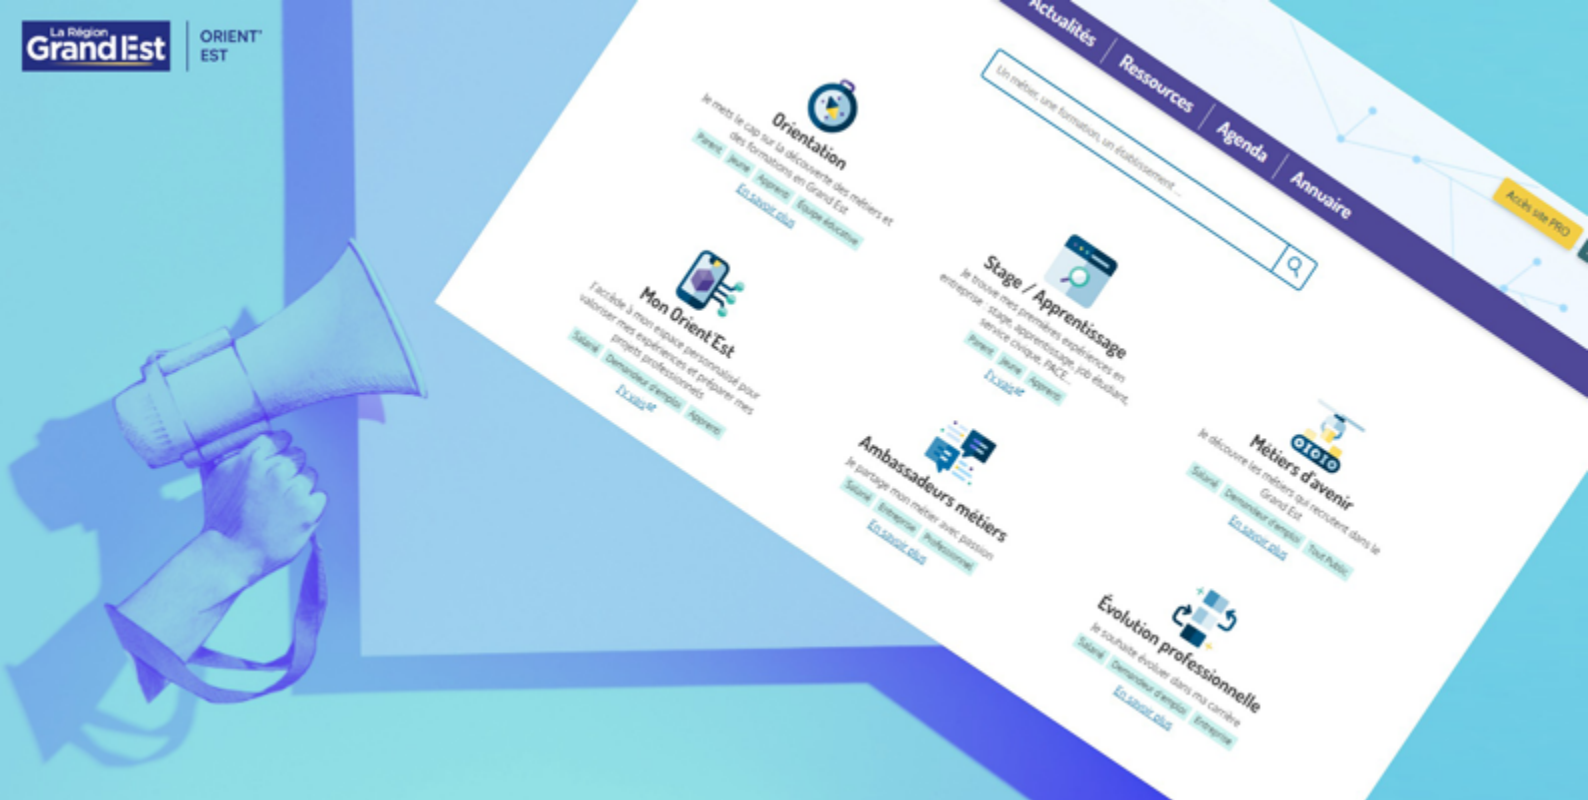 La Région
Grand Est
ORIENT'
EST
Actualités
Ressources
Agenda
Annuaire
Accès site PRO
Un métier, une formation, un établissement ...
Orientation
Je mets le cap sur la découverte des métiers et
des formations en Grand Est
Parent Jeune Apprenti Équipe éducative
En savoir plus
Stage / Apprentissage
Je trouve mes premières expériences en
entreprise : stage, apprentissage, job étudiant,
service civique, PACE...
Parent Jeune Apprenti
J'y vais
Métiers d'avenir
Je découvre les métiers qui recrutent dans le
Grand Est
Salarié Demandeur d'emploi Tout Public
En savoir plus
Mon Orient'Est
J'accède à mon espace personnalisé pour
valoriser mes expériences et préparer mes
projets professionnels
Salarié Demandeur d'emploi Apprenti
J'y vais
Ambassadeurs métiers
Je partage mon métier avec passion
Salarié Entreprise Professionnel
En savoir plus
Évolution professionnelle
Je souhaite évoluer dans ma carrière
Salarié Demandeur d'emploi Entreprise
En savoir plus